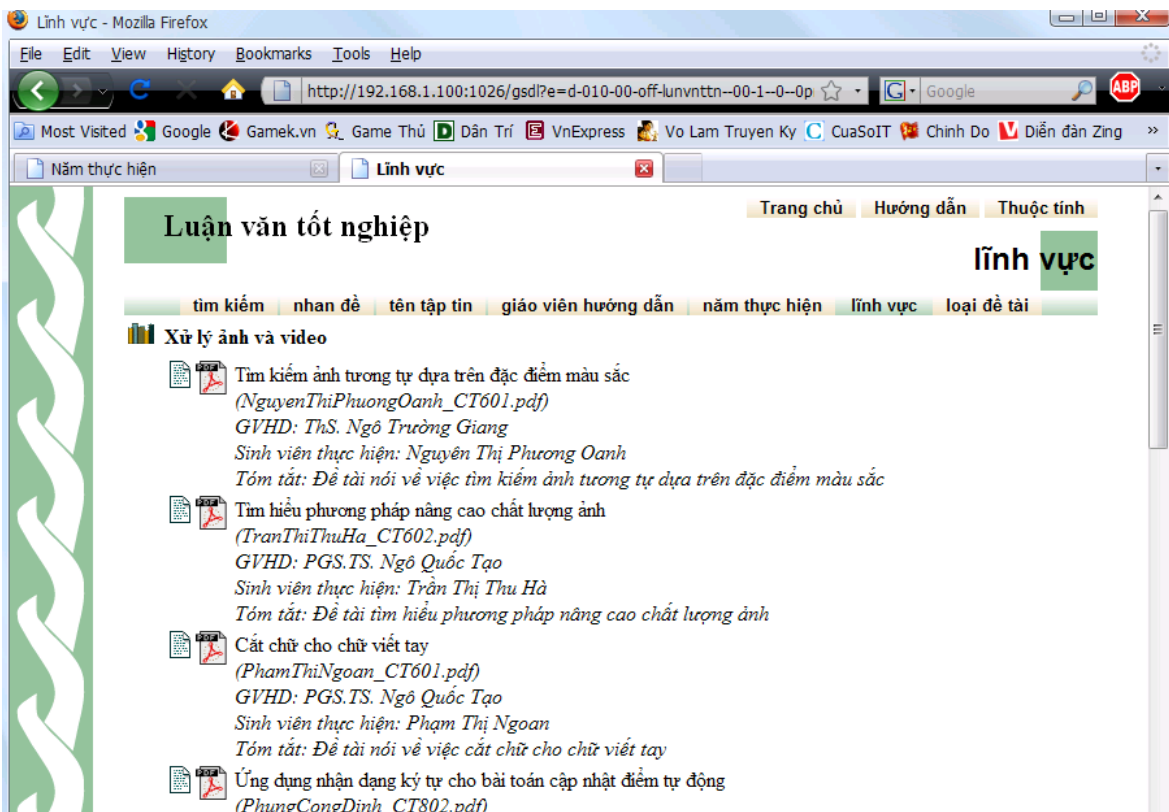 Lĩnh vực - Mozilla Firefox
File Edit View History Bookmarks Tools Help
http://192.168.1.100:1026/gsdl?e=d-010-00-off-lunvnttn--00-1--0--0p G Google ABP
Most Visited Google Gamek.vn Game Thủ D Dân Trí E VnExpress Vo Lam Truyen Ky C CuaSoIT Chinh Do V Diễn đàn Zing »
Năm thực hiện Lĩnh vực
Trang chủ Hướng dẫn Thuộc tính
Luận văn tốt nghiệp
lĩnh vực
tìm kiếm nhan đề tên tập tin giáo viên hướng dẫn năm thực hiện lĩnh vực loại đề tài
Xử lý ảnh và video
PDF Tìm kiếm ảnh tương tự dựa trên đặc điểm màu sắc
(NguyenThiPhuongOanh_CT601.pdf)
GVHD: ThS. Ngô Trường Giang
Sinh viên thực hiện: Nguyên Thị Phương Oanh
Tóm tắt: Đề tài nói về việc tìm kiếm ảnh tương tự dựa trên đặc điểm màu sắc
PDF Tìm hiểu phương pháp nâng cao chất lượng ảnh
(TranThiThuHa_CT602.pdf)
GVHD: PGS.TS. Ngô Quốc Tạo
Sinh viên thực hiện: Trần Thị Thu Hà
Tóm tắt: Đề tài tìm hiểu phương pháp nâng cao chất lượng ảnh
PDF Cắt chữ cho chữ viết tay
(PhamThiNgoan_CT601.pdf)
GVHD: PGS.TS. Ngô Quốc Tạo
Sinh viên thực hiện: Phạm Thị Ngoan
Tóm tắt: Đề tài nói về việc cắt chữ cho chữ viết tay
PDF Ứng dụng nhận dạng ký tự cho bài toán cập nhật điểm tự động
(PhungCongDinh_CT802.pdf)